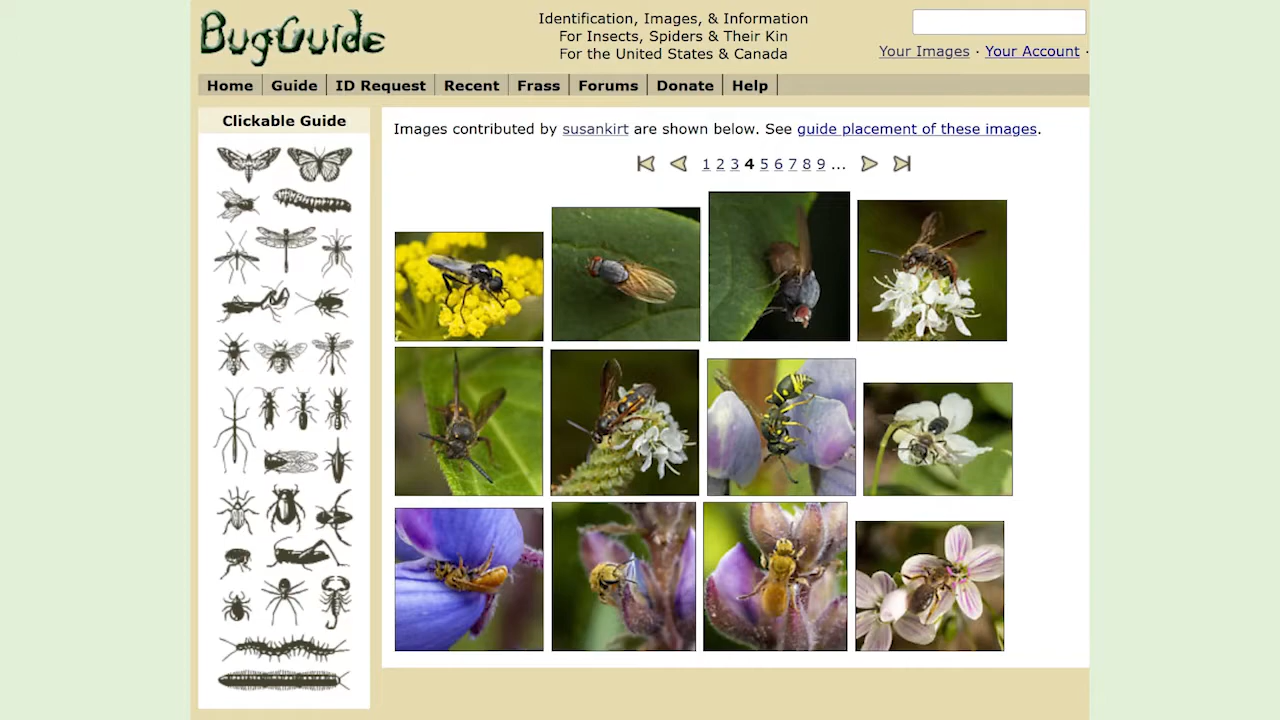 BugGuide
Identification, Images, & Information
For Insects, Spiders & Their Kin
For the United States & Canada
Your Images · Your Account ·
Home Guide ID Request Recent Frass Forums Donate Help
Clickable Guide
Images contributed by susankirt are shown below. See guide placement of these images.
1 2 3 4 5 6 7 8 9 ...